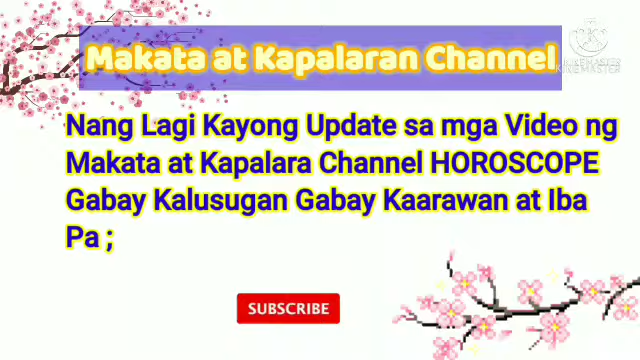 Makata at Kapalaran Channel
KINEMASTER
Nang Lagi Kayong Update sa mga Video ng
Makata at Kapalara Channel HOROSCOPE
Gabay Kalusugan Gabay Kaarawan at Iba
Pa ;
SUBSCRIBE